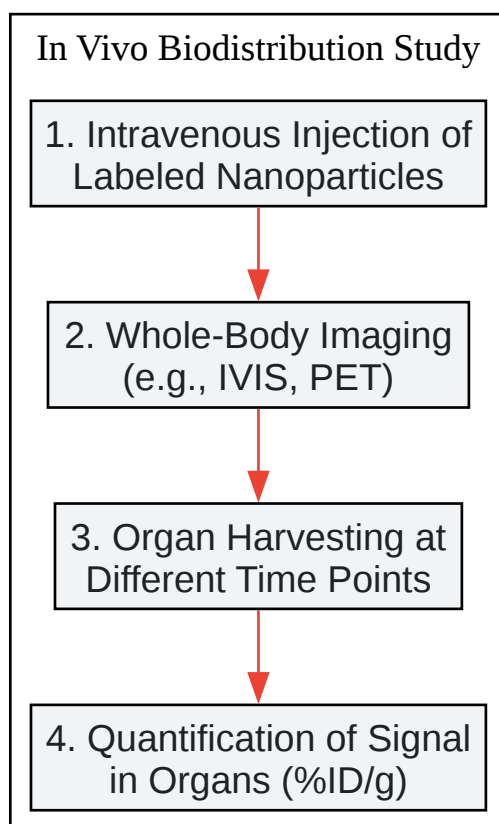 In Vivo Biodistribution Study
1. Intravenous Injection of
Labeled Nanoparticles
2. Whole-Body Imaging
(e.g., IVIS, PET)
3. Organ Harvesting at
Different Time Points
4. Quantification of Signal
in Organs (%ID/g)